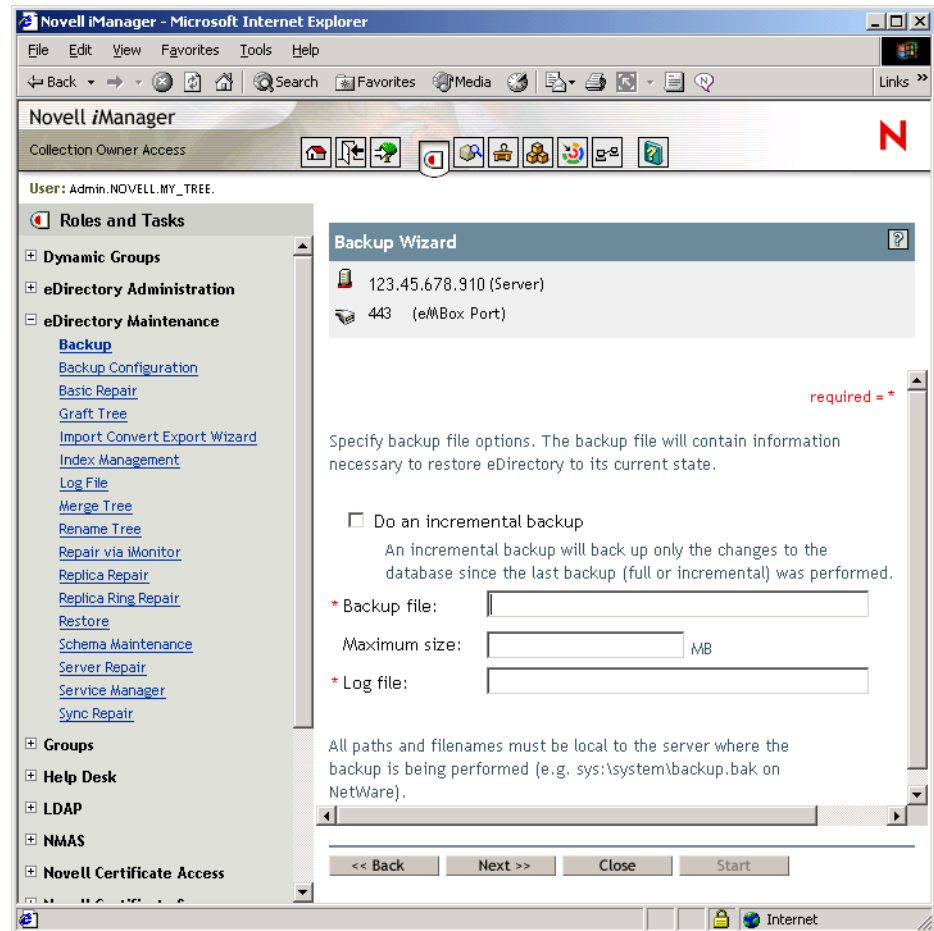 Novell iManager - Microsoft Internet Explorer
File Edit View Favorites Tools Help
Back Search Favorites Media Links »
Novell iManager
Collection Owner Access
N
User: Admin.NOVELL.MY_TREE.
Roles and Tasks
Dynamic Groups
eDirectory Administration
eDirectory Maintenance
Backup
Backup Configuration
Basic Repair
Graft Tree
Import Convert Export Wizard
Index Management
Log File
Merge Tree
Rename Tree
Repair via iMonitor
Replica Repair
Replica Ring Repair
Restore
Schema Maintenance
Server Repair
Service Manager
Sync Repair
Groups
Help Desk
LDAP
NMAS
Novell Certificate Access
Backup Wizard
?
123.45.678.910 (Server)
443 (eMBox Port)
required = *
Specify backup file options. The backup file will contain information
necessary to restore eDirectory to its current state.
Do an incremental backup
An incremental backup will back up only the changes to the
database since the last backup (full or incremental) was performed.
* Backup file:
Maximum size: MB
* Log file:
All paths and filenames must be local to the server where the
backup is being performed (e.g. sys:\system\backup.bak on
NetWare).
<< Back Next >> Close Start
Internet